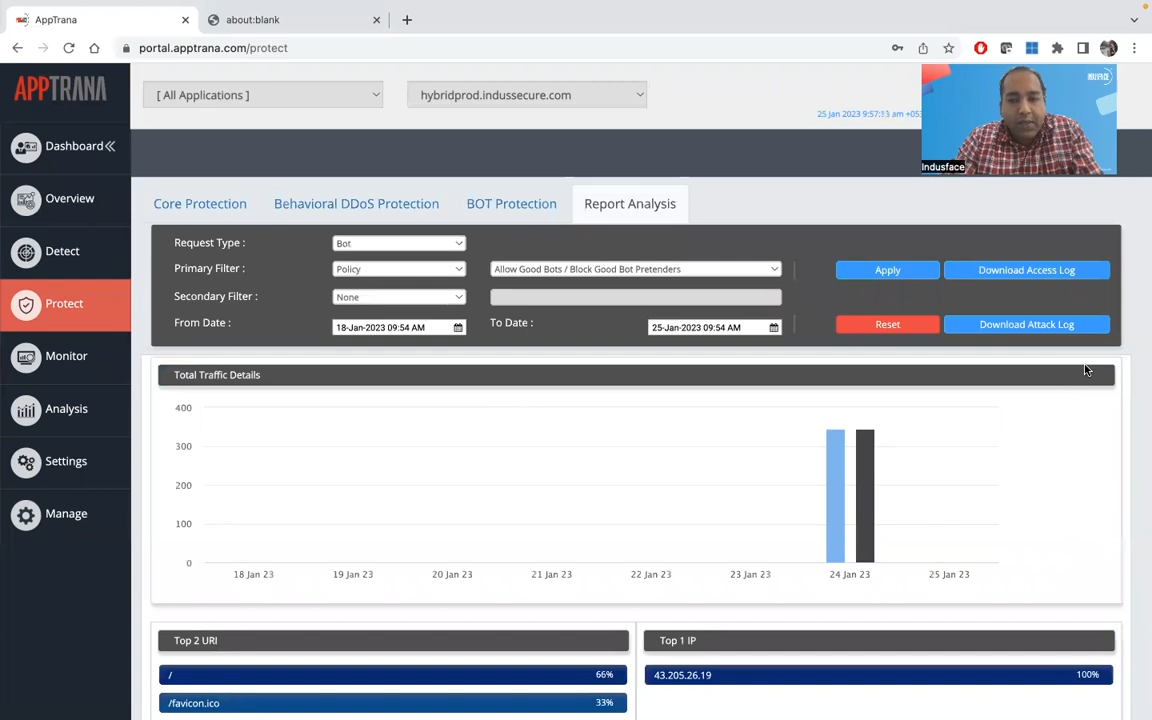 AppTrana
about:blank
portal.apptrana.com/protect
APPTRANA
[ All Applications ]
hybridprod.indussecure.com
25 Jan 2023 9:57:13 am +053
INDUSFACE
Indusface
Dashboard
Overview
Detect
Protect
Monitor
Analysis
Settings
Manage
Core Protection
Behavioral DDoS Protection
BOT Protection
Report Analysis
Request Type :
Bot
Primary Filter :
Policy
Allow Good Bots / Block Good Bot Pretenders
Apply
Download Access Log
Secondary Filter :
None
From Date :
18-Jan-2023 09:54 AM
To Date :
25-Jan-2023 09:54 AM
Reset
Download Attack Log
Total Traffic Details
400
300
200
100
0
18 Jan 23
19 Jan 23
20 Jan 23
21 Jan 23
22 Jan 23
23 Jan 23
24 Jan 23
25 Jan 23
Top 2 URI
/ 66%
/favicon.ico 33%
Top 1 IP
43.205.26.19 100%